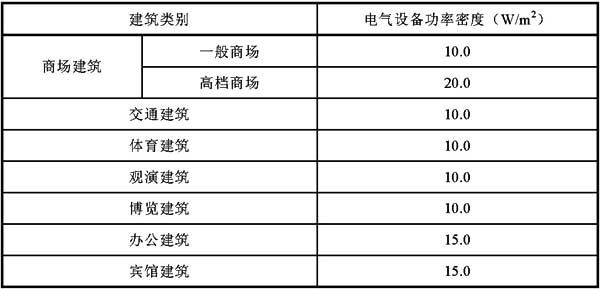 建筑类别 电气设备功率密度（W/m²）
商场建筑 一般商场 10.0
高档商场 20.0
交通建筑 10.0
体育建筑 10.0
观演建筑 10.0
博览建筑 10.0
办公建筑 15.0
宾馆建筑 15.0